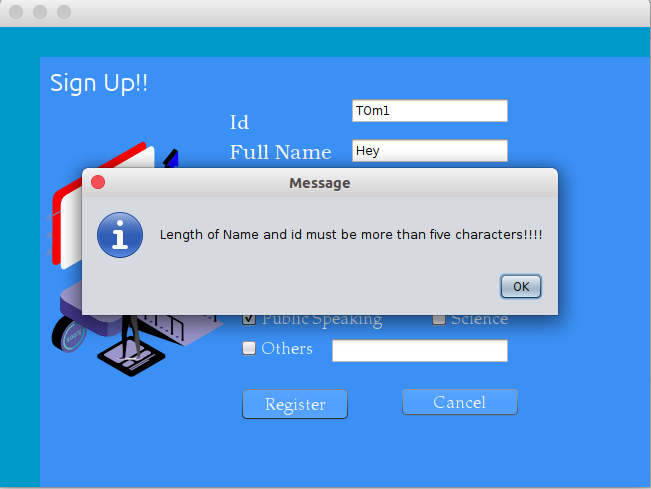 Sign Up!!
Id
TOm1
Full Name
Hey
Message
Length of Name and id must be more than five characters!!!!
OK
Public Speaking
Science
Others
Register
Cancel